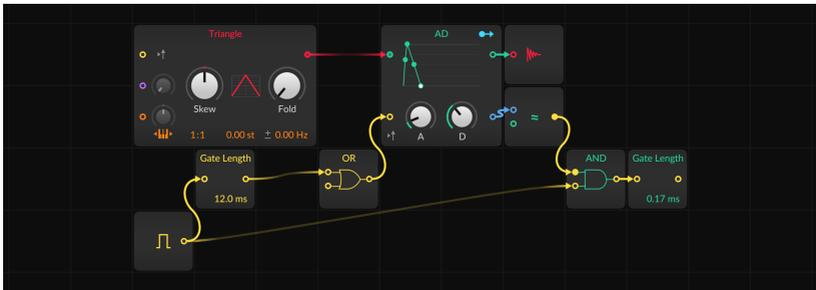 Triangle
AD
Skew
Fold
1:1 0.00 st ± 0.00 Hz
A
D
Gate Length
12.0 ms
OR
≈
AND
Gate Length
0.17 ms